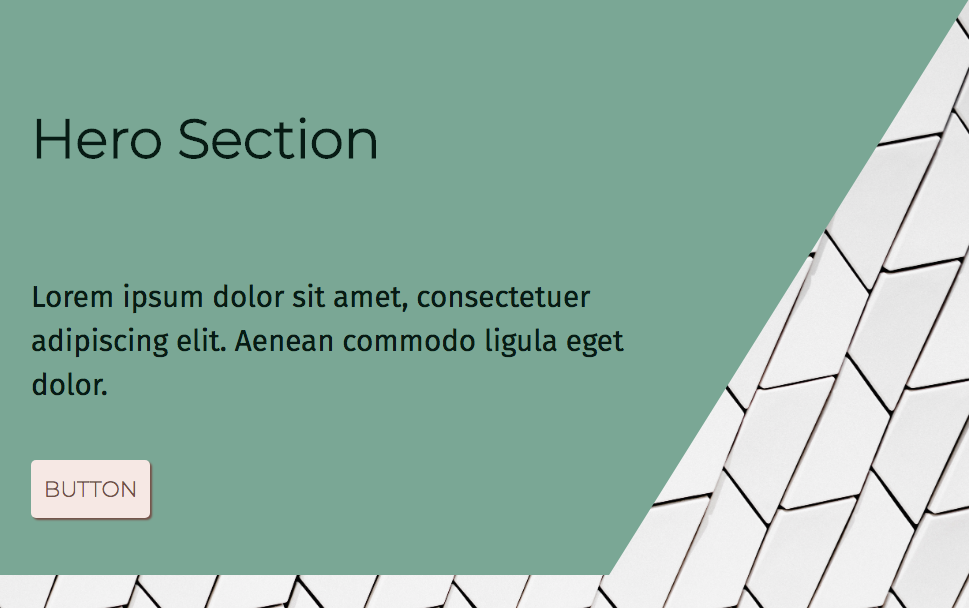 Hero Section
Lorem ipsum dolor sit amet, consectetuer
adipiscing elit. Aenean commodo ligula eget
dolor.
BUTTON